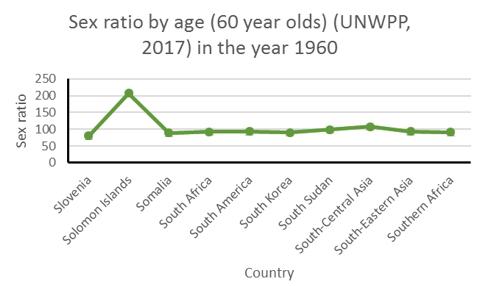 Sex ratio by age (60 year olds) (UNWPP,
2017) in the year 1960
250
200
150
100
50
0
Sex ratio
Slovenia
Solomon Islands
Somalia
South Africa
South America
South Korea
South Sudan
South-Central Asia
South-Eastern Asia
Southern Africa
Country